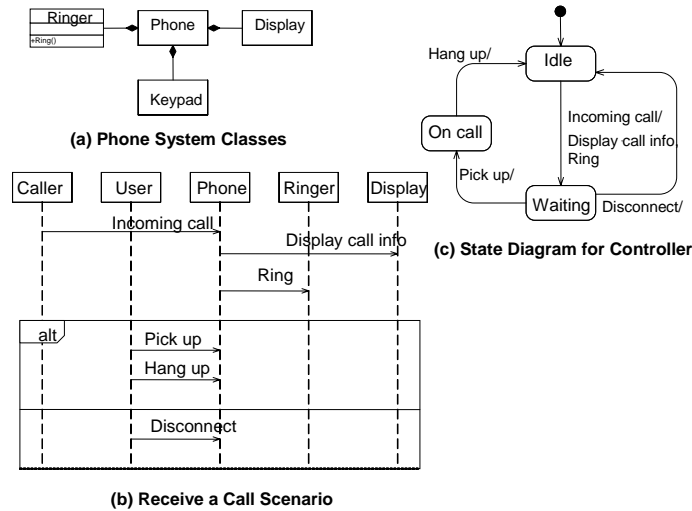 Ringer
+Ring()
Phone
Display
Keypad
(a) Phone System Classes
Caller
User
Phone
Ringer
Display
Incoming call
Display call info
Ring
alt
Pick up
Hang up
Disconnect
(b) Receive a Call Scenario
Idle
Hang up/
On call
Incoming call/
Display call info,
Ring
Pick up/
Waiting
Disconnect/
(c) State Diagram for Controller